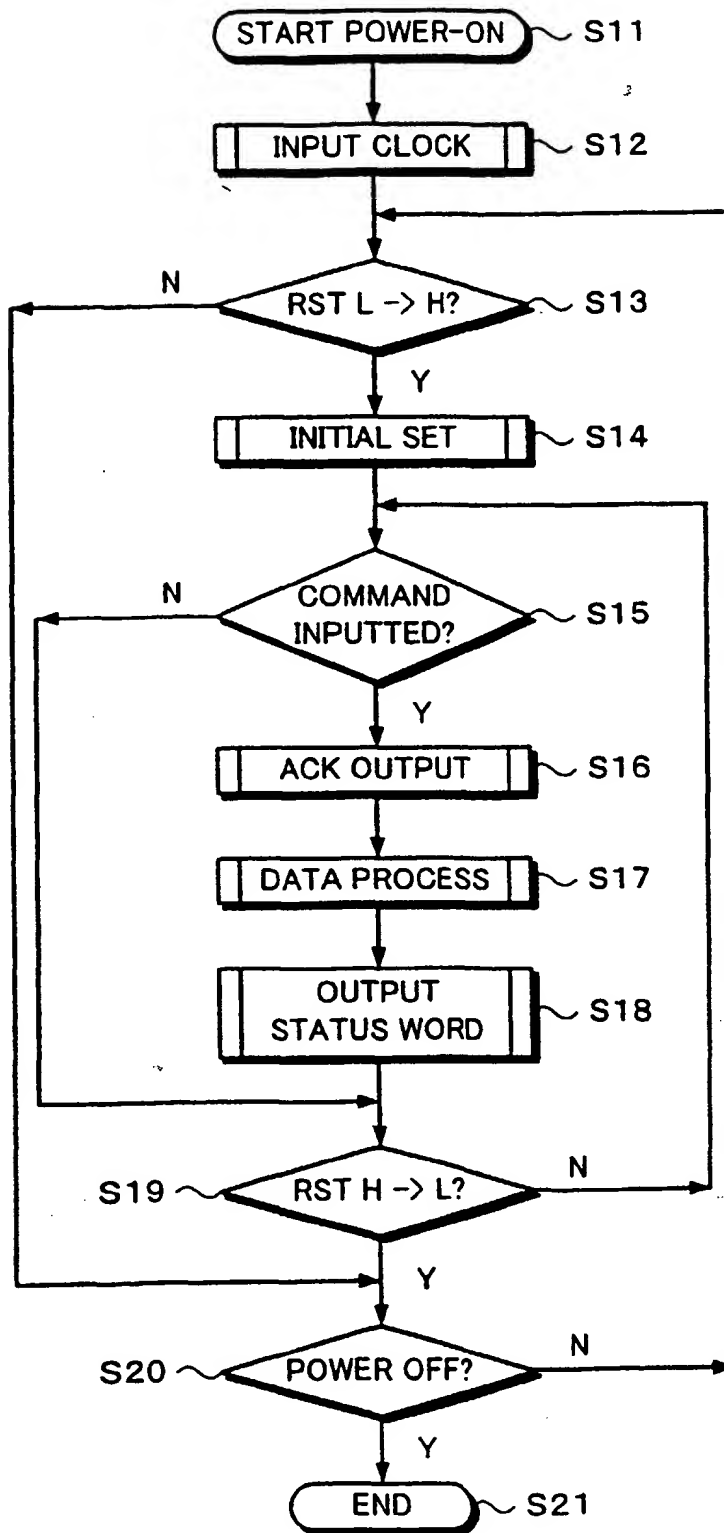 START POWER-ON S11
INPUT CLOCK S12
N
RST L -> H? S13
Y
INITIAL SET S14
N
COMMAND
INPUTTED? S15
Y
ACK OUTPUT S16
DATA PROCESS S17
OUTPUT
STATUS WORD S18
S19 RST H -> L? N
Y
S20 POWER OFF? N
Y
END S21